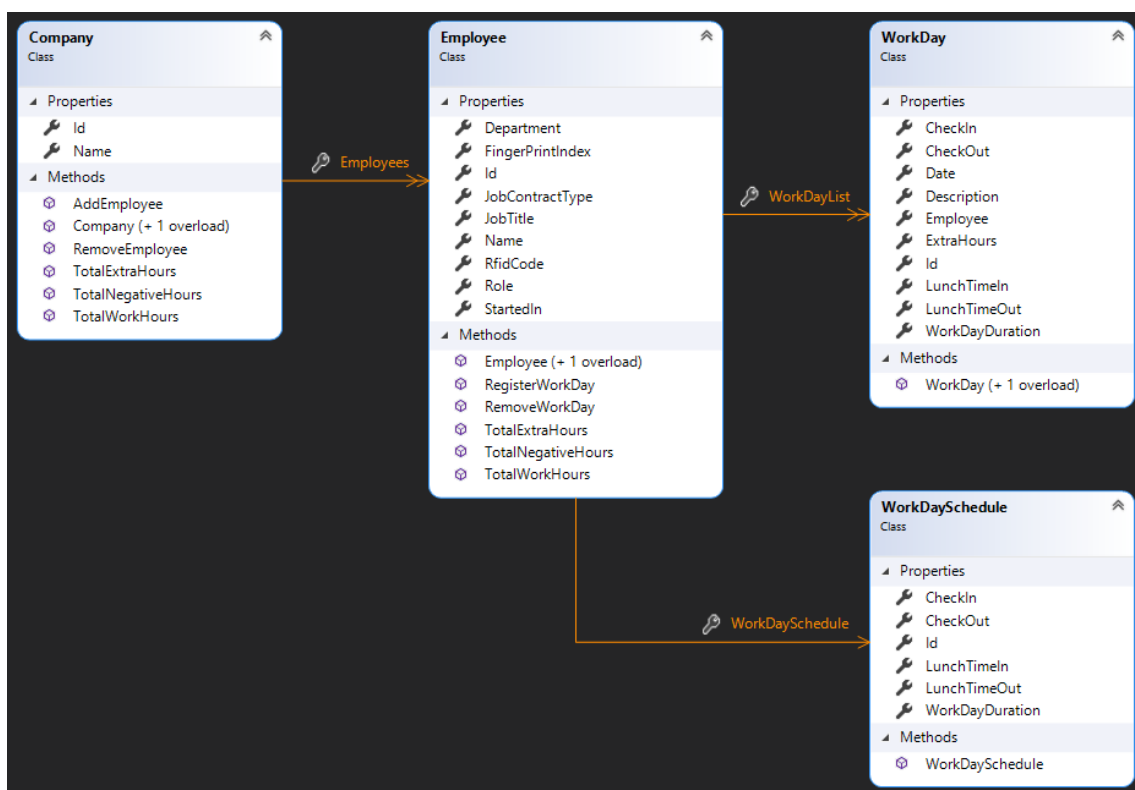 Company
Class
Properties
Id
Name
Methods
AddEmployee
Company (+ 1 overload)
RemoveEmployee
TotalExtraHours
TotalNegativeHours
TotalWorkHours
Employees
Employee
Class
Properties
Department
FingerPrintIndex
Id
JobContractType
JobTitle
Name
RfidCode
Role
StartedIn
Methods
Employee (+ 1 overload)
RegisterWorkDay
RemoveWorkDay
TotalExtraHours
TotalNegativeHours
TotalWorkHours
WorkDayList
WorkDay
Class
Properties
CheckIn
CheckOut
Date
Description
Employee
ExtraHours
Id
LunchTimeIn
LunchTimeOut
WorkDayDuration
Methods
WorkDay (+ 1 overload)
WorkDaySchedule
WorkDaySchedule
Class
Properties
CheckIn
CheckOut
Id
LunchTimeIn
LunchTimeOut
WorkDayDuration
Methods
WorkDaySchedule